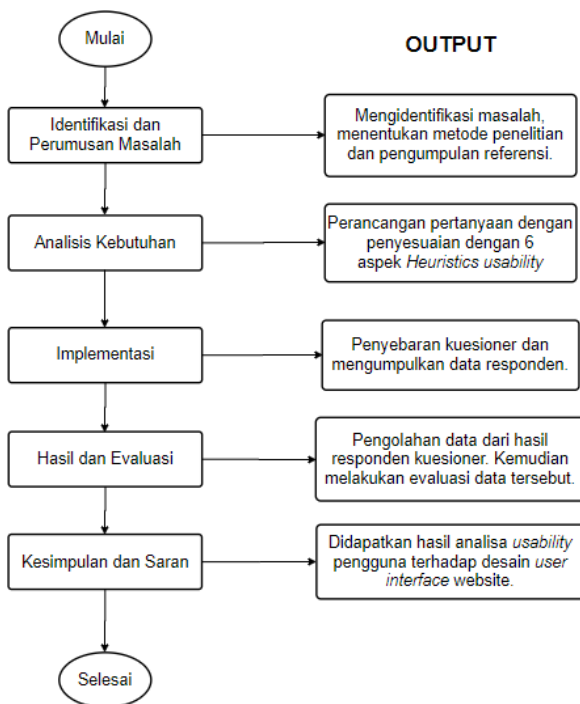 Mulai
OUTPUT
Identifikasi dan
Perumusan Masalah
Mengidentifikasi masalah,
menentukan metode penelitian
dan pengumpulan referensi.
Analisis Kebutuhan
Perancangan pertanyaan dengan
penyesuaian dengan 6
aspek Heuristics usability
Implementasi
Penyebaran kuesioner dan
mengumpulkan data responden.
Hasil dan Evaluasi
Pengolahan data dari hasil
responden kuesioner. Kemudian
melakukan evaluasi data tersebut.
Kesimpulan dan Saran
Didapatkan hasil analisa usability
pengguna terhadap desain user
interface website.
Selesai